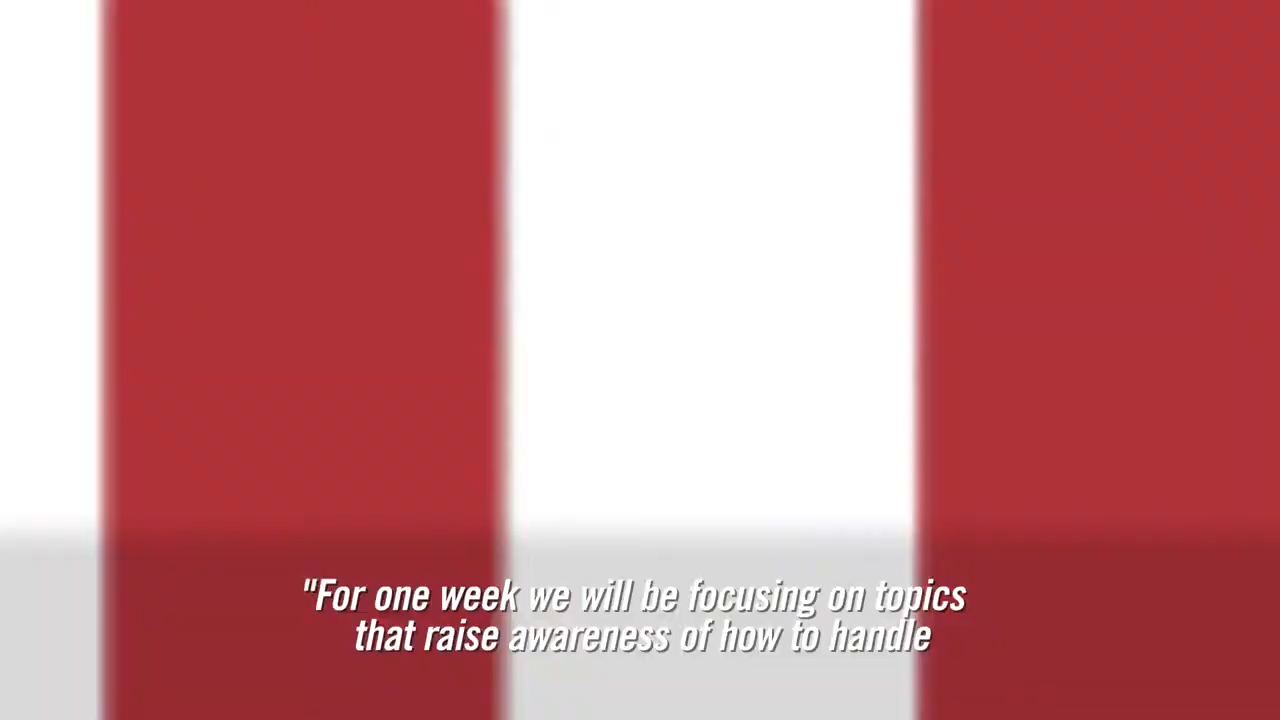 "For one week we will be focusing on topics
that raise awareness of how to handle